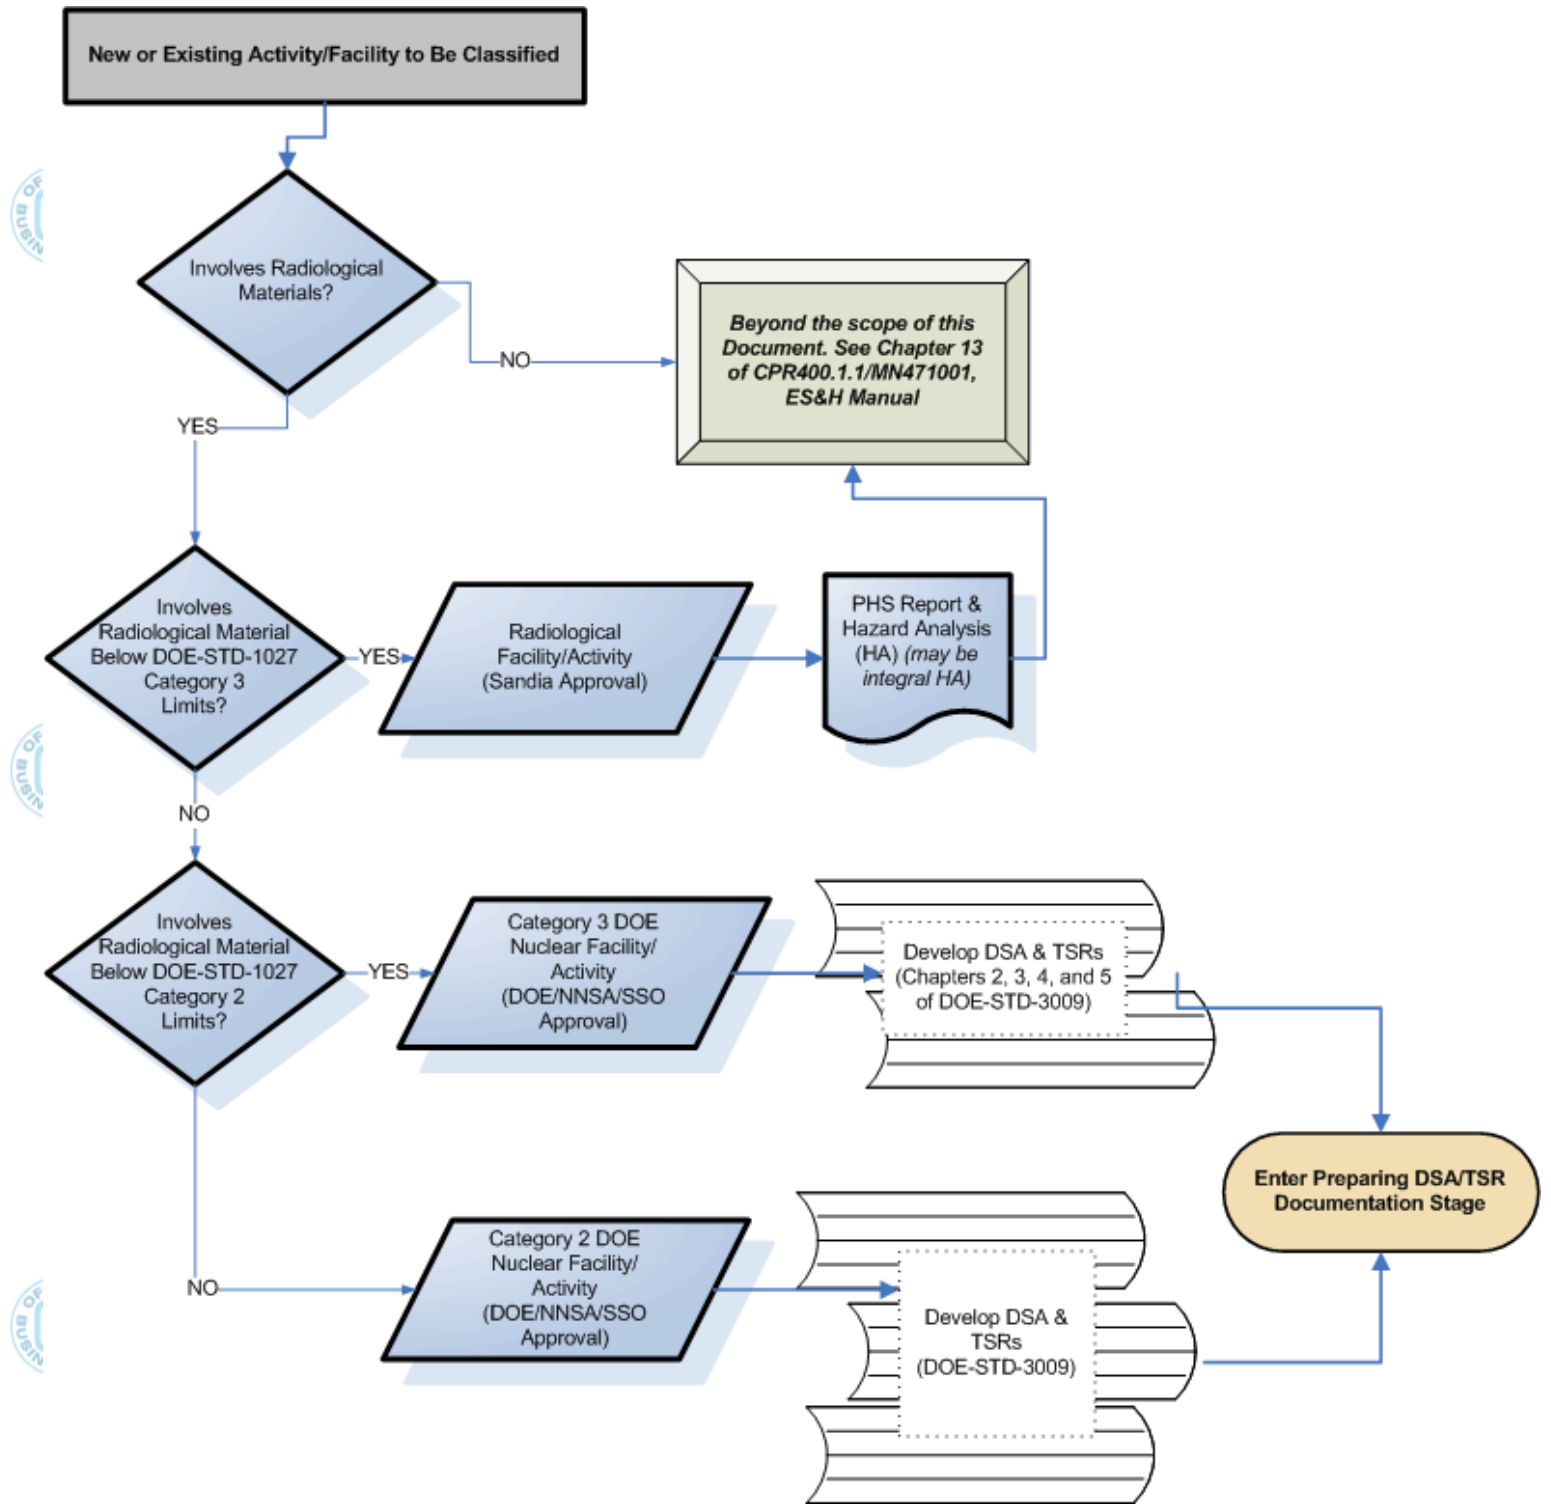 New or Existing Activity/Facility to Be Classified
Involves Radiological
Materials?
NO
Beyond the scope of this
Document. See Chapter 13
of CPR400.1.1/MN471001,
ES&H Manual
YES
Involves
Radiological Material
Below DOE-STD-1027
Category 3
Limits?
YES
Radiological
Facility/Activity
(Sandia Approval)
PHS Report &
Hazard Analysis
(HA) (may be
integral HA)
NO
Involves
Radiological Material
Below DOE-STD-1027
Category 2
Limits?
YES
Category 3 DOE
Nuclear Facility/
Activity
(DOE/NNSA/SSO
Approval)
Develop DSA & TSRs
(Chapters 2, 3, 4, and 5
of DOE-STD-3009)
Enter Preparing DSA/TSR
Documentation Stage
NO
Category 2 DOE
Nuclear Facility/
Activity
(DOE/NNSA/SSO
Approval)
Develop DSA &
TSRs
(DOE-STD-3009)